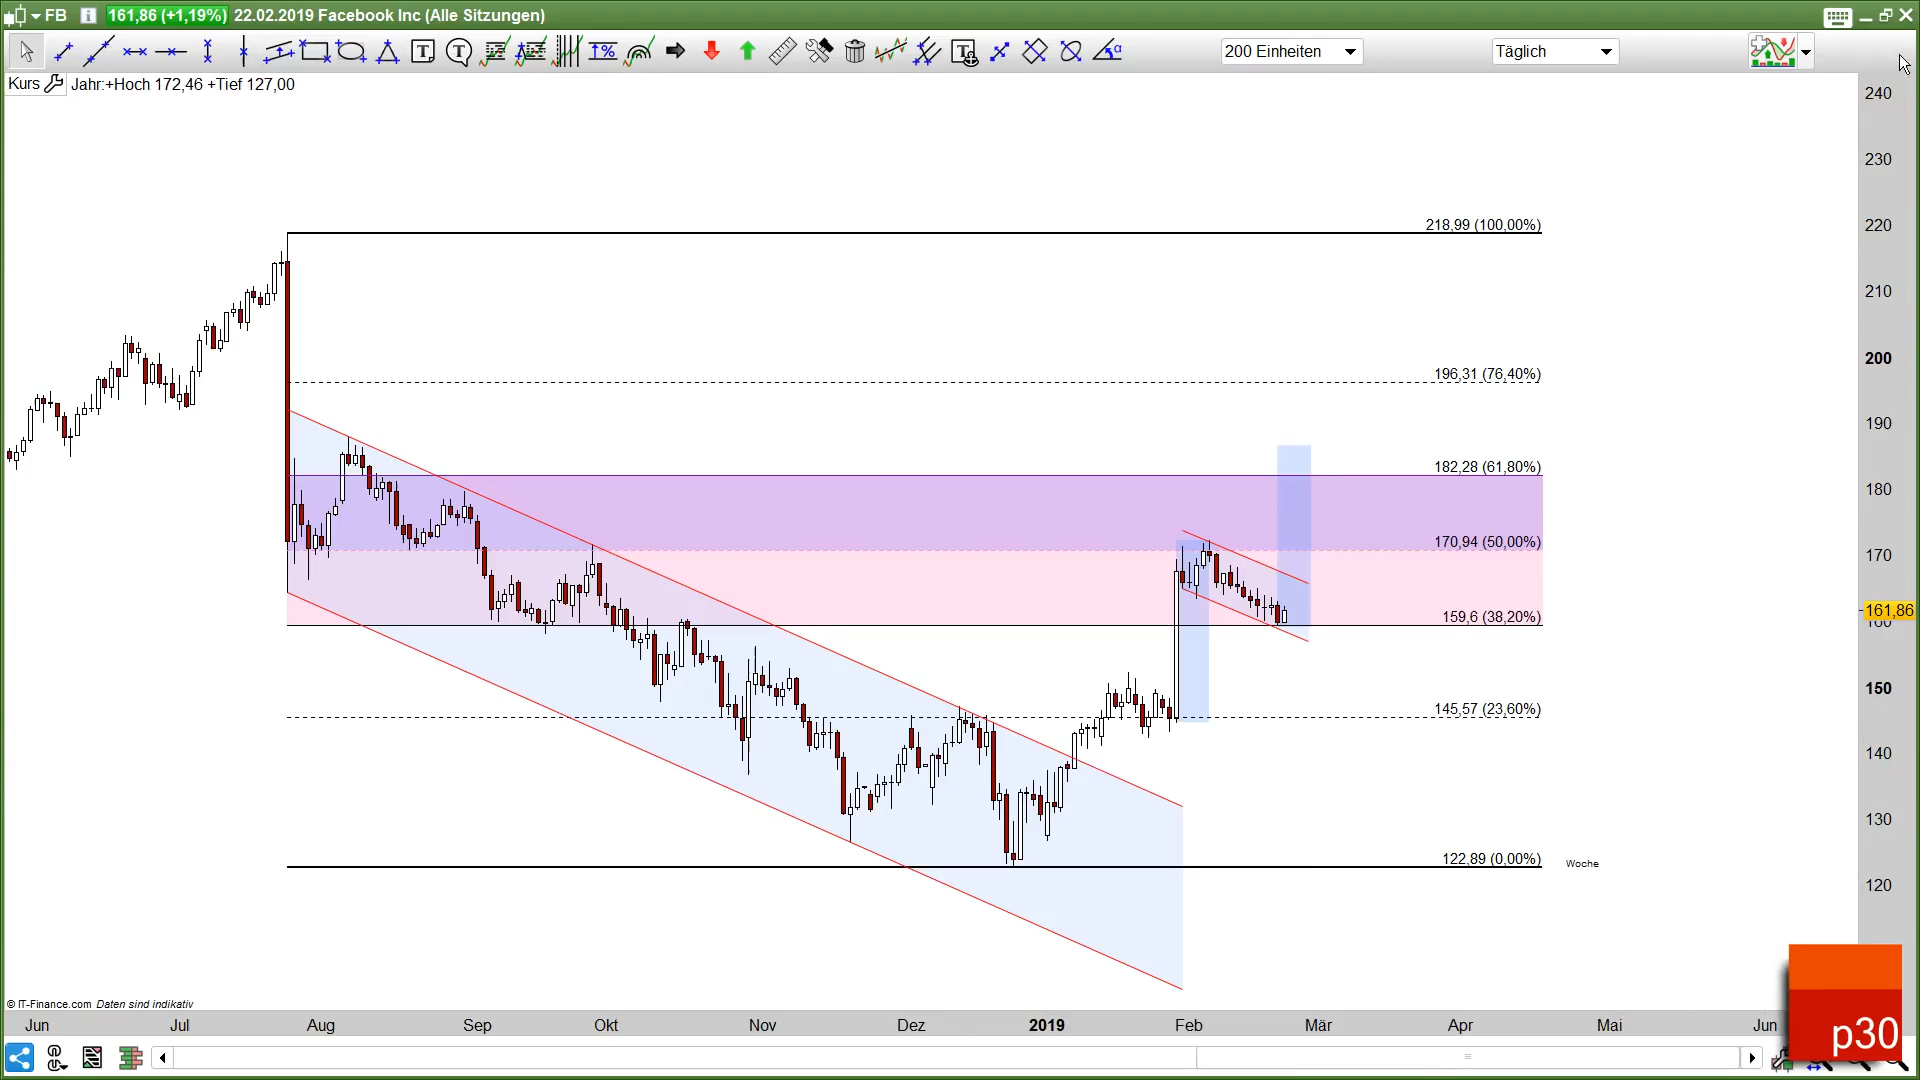 FB 161,86 (+1,19%) 22.02.2019 Facebook Inc (Alle Sitzungen)
200 Einheiten
Täglich
Kurs Jahr:+Hoch 172,46 +Tief 127,00
240
230
220
210
200
190
180
170
161,86
160
150
140
130
120
218,99 (100,00%)
196,31 (76,40%)
182,28 (61,80%)
170,94 (50,00%)
159,6 (38,20%)
145,57 (23,60%)
122,89 (0,00%)
Woche
© IT-Finance.com Daten sind indikativ
Jun Jul Aug Sep Okt Nov Dez 2019 Feb Mär Apr Mai Jun
p30